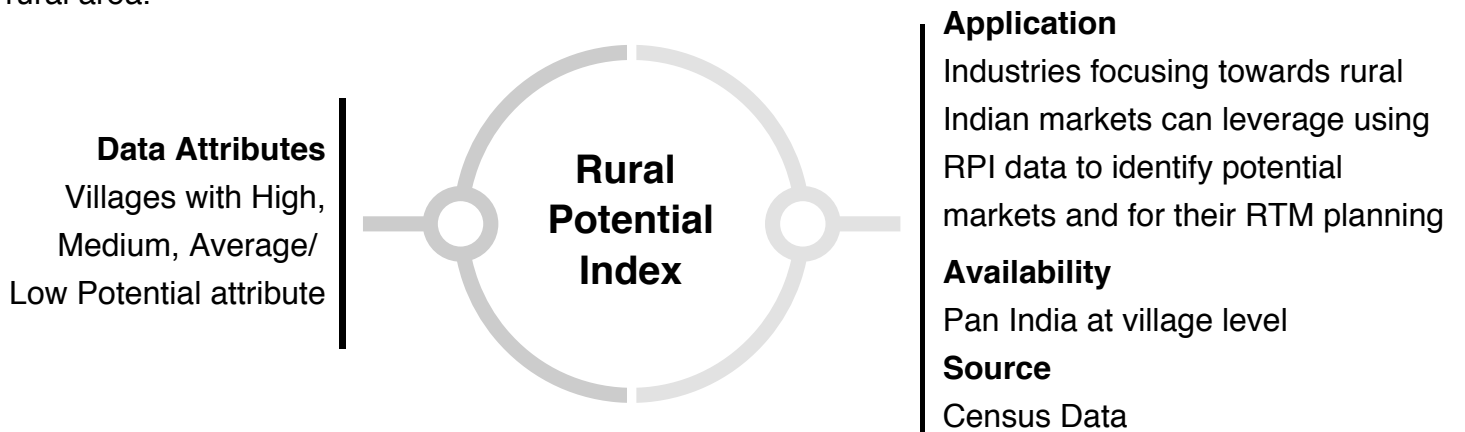 rural area.
Data Attributes
Villages with High,
Medium, Average/
Low Potential attribute
Rural
Potential
Index
Application
Industries focusing towards rural
Indian markets can leverage using
RPI data to identify potential
markets and for their RTM planning
Availability
Pan India at village level
Source
Census Data